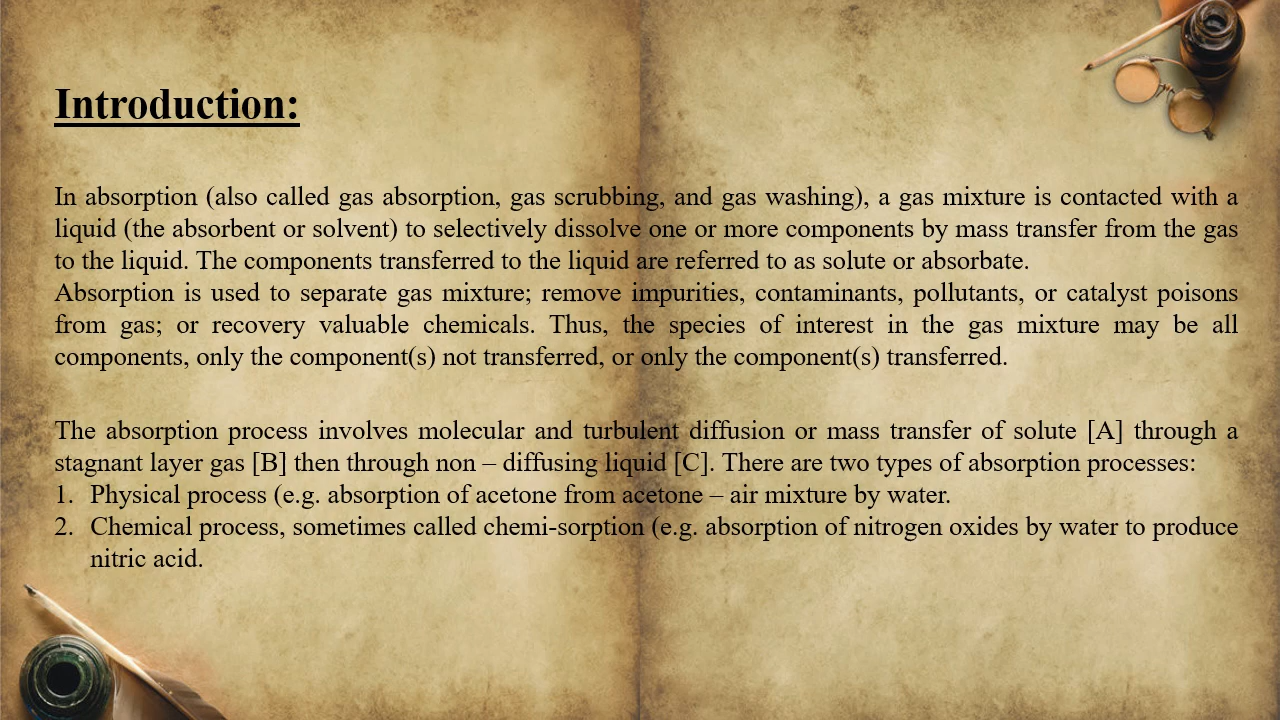 Introduction:
In absorption (also called gas absorption, gas scrubbing, and gas washing), a gas mixture is contacted with a
liquid (the absorbent or solvent) to selectively dissolve one or more components by mass transfer from the gas
to the liquid. The components transferred to the liquid are referred to as solute or absorbate.
Absorption is used to separate gas mixture; remove impurities, contaminants, pollutants, or catalyst poisons
from gas; or recovery valuable chemicals. Thus, the species of interest in the gas mixture may be all
components, only the component(s) not transferred, or only the component(s) transferred.
The absorption process involves molecular and turbulent diffusion or mass transfer of solute [A] through a
stagnant layer gas [B] then through non – diffusing liquid [C]. There are two types of absorption processes:
1. Physical process (e.g. absorption of acetone from acetone – air mixture by water.
2. Chemical process, sometimes called chemi-sorption (e.g. absorption of nitrogen oxides by water to produce
nitric acid.